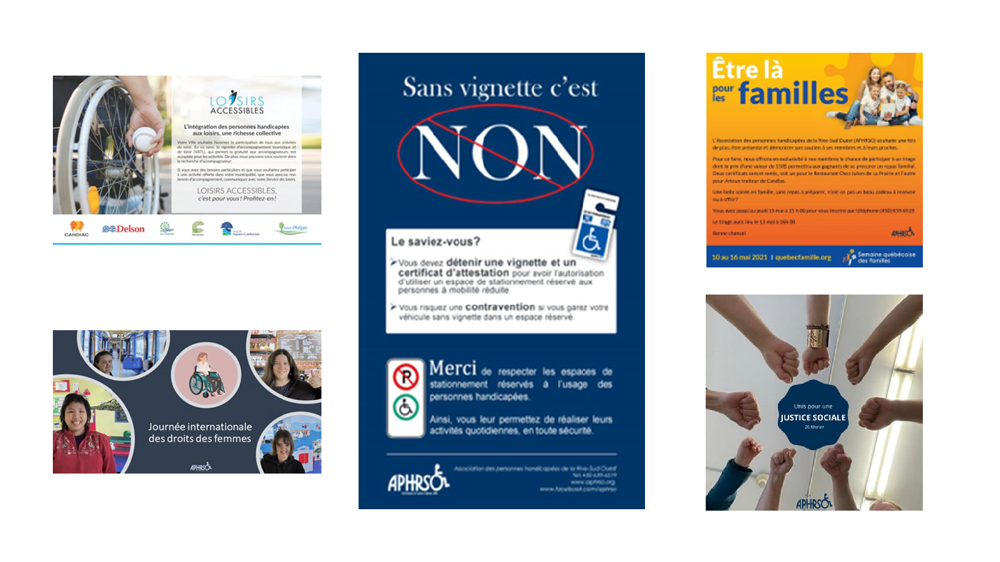 LOISIRS
ACCESSIBLES
L'intégration des personnes handicapées
aux loisirs, une richesse collective
Votre Ville souhaite favoriser la participation de tous aux activités
de loisir. En ce sens, la vignette d'accompagnement touristique et
de loisir (VATL), qui permet la gratuité aux accompagnateurs, est
acceptée pour les activités. De plus, nous pouvons vous soutenir dans
la recherche d'accompagnateur.
Si vous avez des besoins particuliers et que vous souhaitez participer
à une activité offerte dans votre municipalité, que vous ayez ou non
besoin d'accompagnement, communiquez avec votre Service des loisirs.
LOISIRS ACCESSIBLES,
c'est pour vous ! Profitez-en !
CANDIAC
Delson
La Prairie
Sainte-Catherine
Saint-Philippe
Journée internationale
des droits des femmes
APHRSO
Sans vignette c'est
NON
Le saviez-vous?
Vous devez détenir une vignette et un
certificat d'attestation pour avoir l'autorisation
d'utiliser un espace de stationnement réservé aux
personnes à mobilité réduite.
Vous risquez une contravention si vous garez votre
véhicule sans vignette dans un espace réservé.
P
Merci de respecter les espaces de
stationnement réservés à l'usage des
personnes handicapées.
Ainsi, vous leur permettez de réaliser leurs
activités quotidiennes, en toute sécurité.
APHRSO
Association des personnes handicapées de la Rive-Sud Ouest
Tél: 450 659-6519
www.aphrso.org
www.facebook.com/aphrso
Être là
pour les familles
L'Association des personnes handicapées de la Rive-Sud Ouest (APHRSO) souhaite une fois
de plus, être présente et démontrer son soutien à ses membres et à leurs proches.
Pour ce faire, nous offrons en exclusivité à nos membres la chance de participer à un tirage
dont le prix d'une valeur de 150$ permettra aux gagnants de se procurer un repas familial.
Deux certificats seront remis, soit un pour le Restaurant Chez Julien de La Prairie et l'autre
pour Artoun traiteur de Candiac.
Une belle soirée en famille, sans repas à préparer, n'est-ce pas un beau cadeau à recevoir
ou à offrir?
Vous avez jusqu'au jeudi 13 mai à 15 h 00 pour vous inscrire par téléphone (450) 659-6519.
Le tirage aura lieu le 13 mai à 16h 00.
Bonne chance!
APHRSO
10 au 16 mai 2021 | quebecfamille.org
Semaine québécoise
des familles
Unis pour une
JUSTICE SOCIALE
20 février
APHRSO